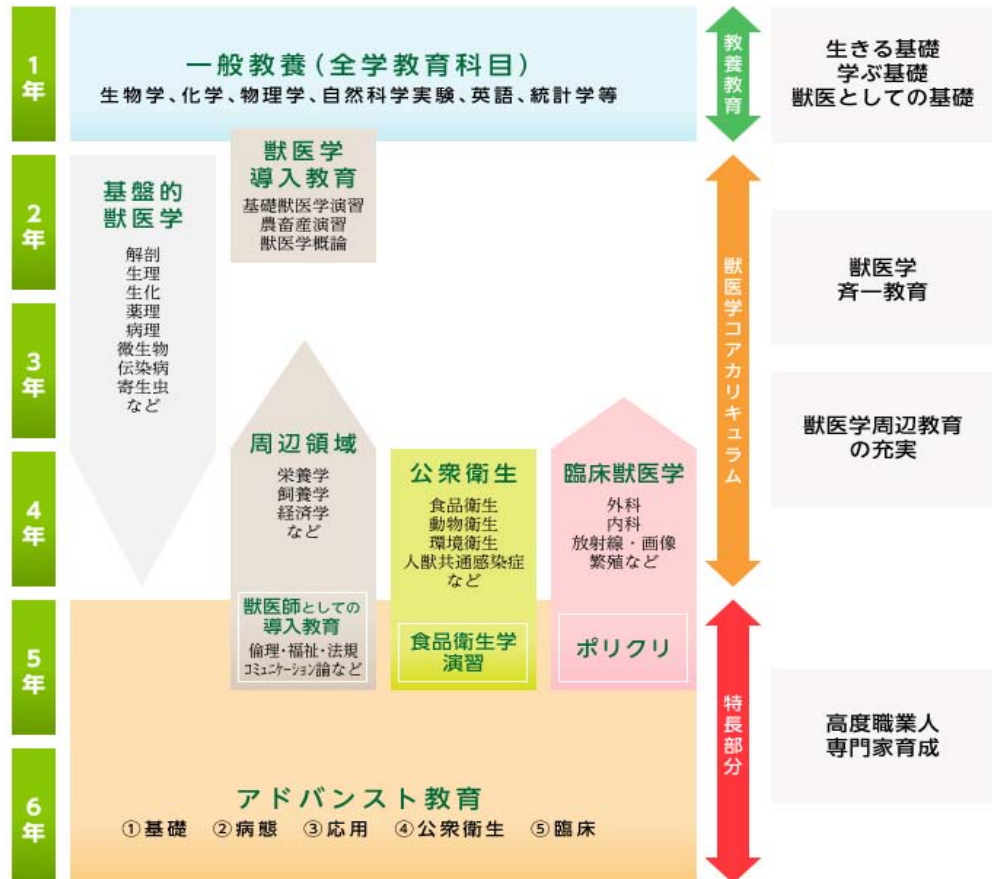 1
年
一般教養（全学教育科目）
生物学、化学、物理学、自然科学実験、英語、統計学等
教養教育
生きる基礎
学ぶ基礎
獣医としての基礎
2
年
基盤的
獣医学
解剖
生理
生化
薬理
病理
微生物
伝染病
寄生虫
など
獣医学
導入教育
基礎獣医学演習
農畜産演習
獣医学概論
獣医学コアカリキュラム
獣医学
斉一教育
3
年
周辺領域
栄養学
飼養学
経済学
など
獣医学周辺教育
の充実
4
年
公衆衛生
食品衛生
動物衛生
環境衛生
人獣共通感染症
など
臨床獣医学
外科
内科
放射線・画像
繁殖など
5
年
獣医師としての
導入教育
倫理・福祉・法規
コミュニケーション論など
食品衛生学
演習
ポリクリ
特長部分
高度職業人
専門家育成
6
年
アドバンスト教育
①基礎 ②病態 ③応用 ④公衆衛生 ⑤臨床